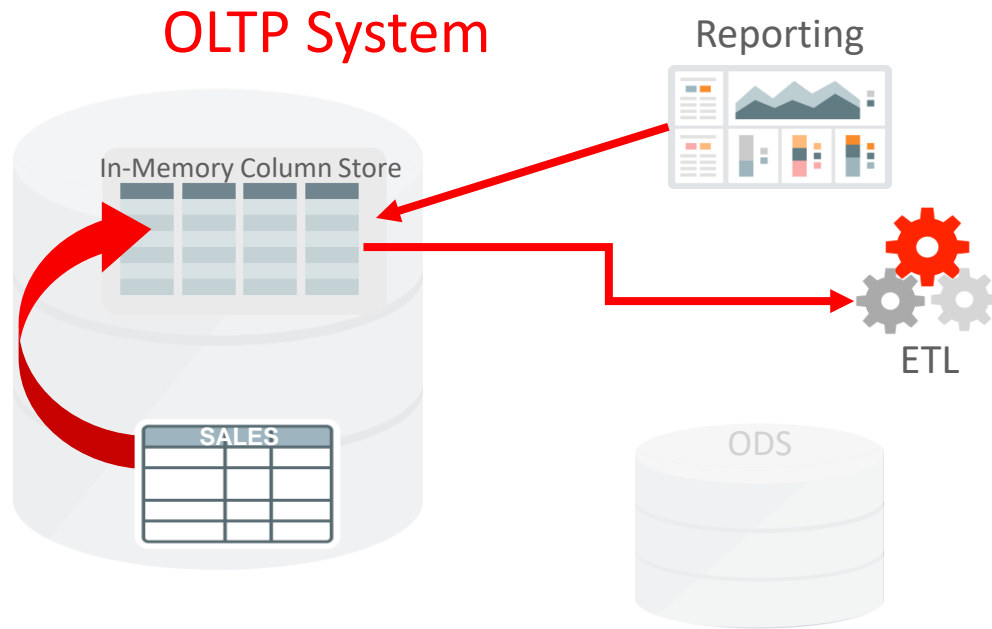 OLTP System
Reporting
In-Memory Column Store
ETL
SALES
ODS